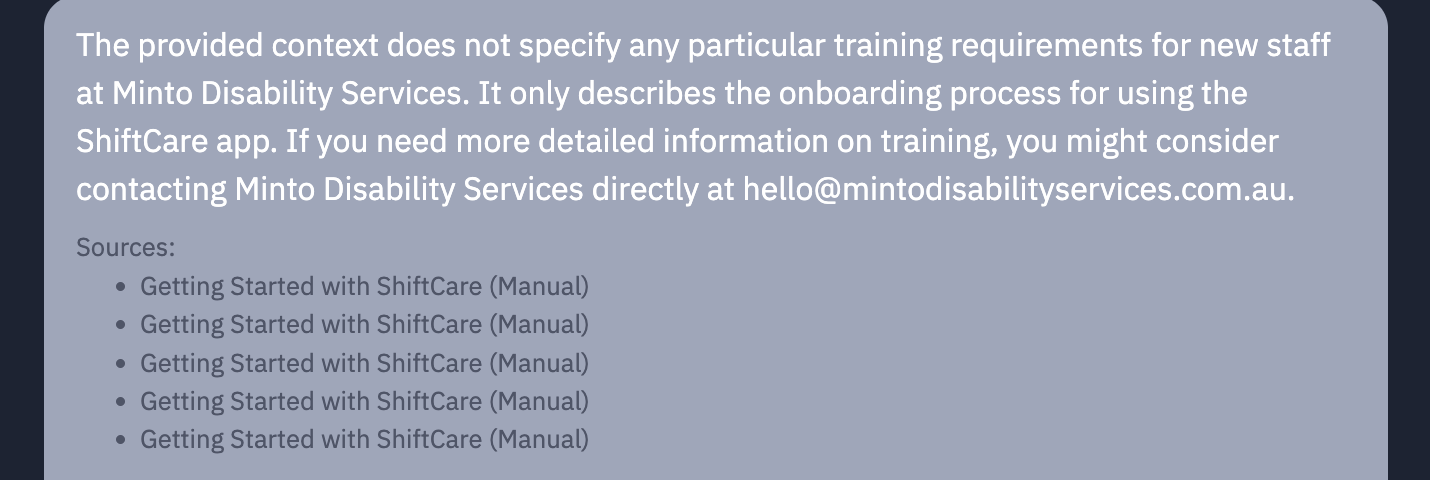 The provided context does not specify any particular training requirements for new staff
at Minto Disability Services. It only describes the onboarding process for using the
ShiftCare app. If you need more detailed information on training, you might consider
contacting Minto Disability Services directly at hello@mintodisabilityservices.com.au.
Sources:
• Getting Started with ShiftCare (Manual)
• Getting Started with ShiftCare (Manual)
• Getting Started with ShiftCare (Manual)
• Getting Started with ShiftCare (Manual)
• Getting Started with ShiftCare (Manual)